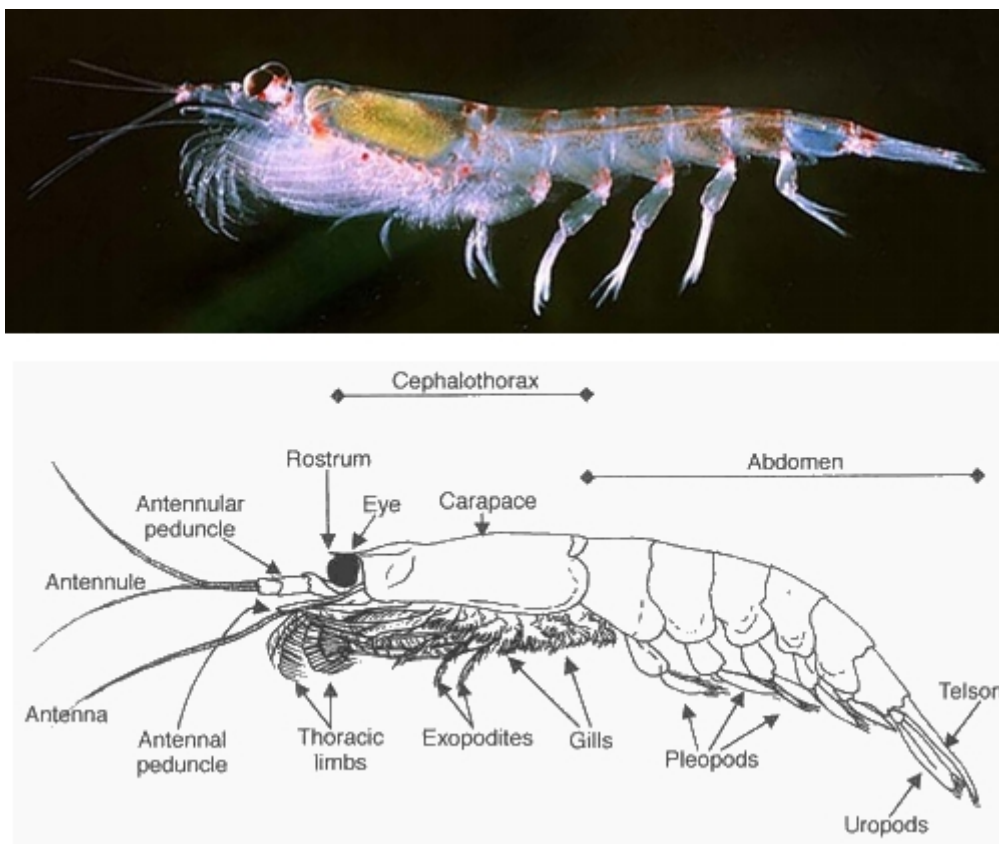 Cephalothorax
Rostrum
Abdomen
Antennular
peduncle
Eye
Carapace
Antennule
Telson
Antenna
Antennal
peduncle
Thoracic
limbs
Exopodites
Gills
Pleopods
Uropods